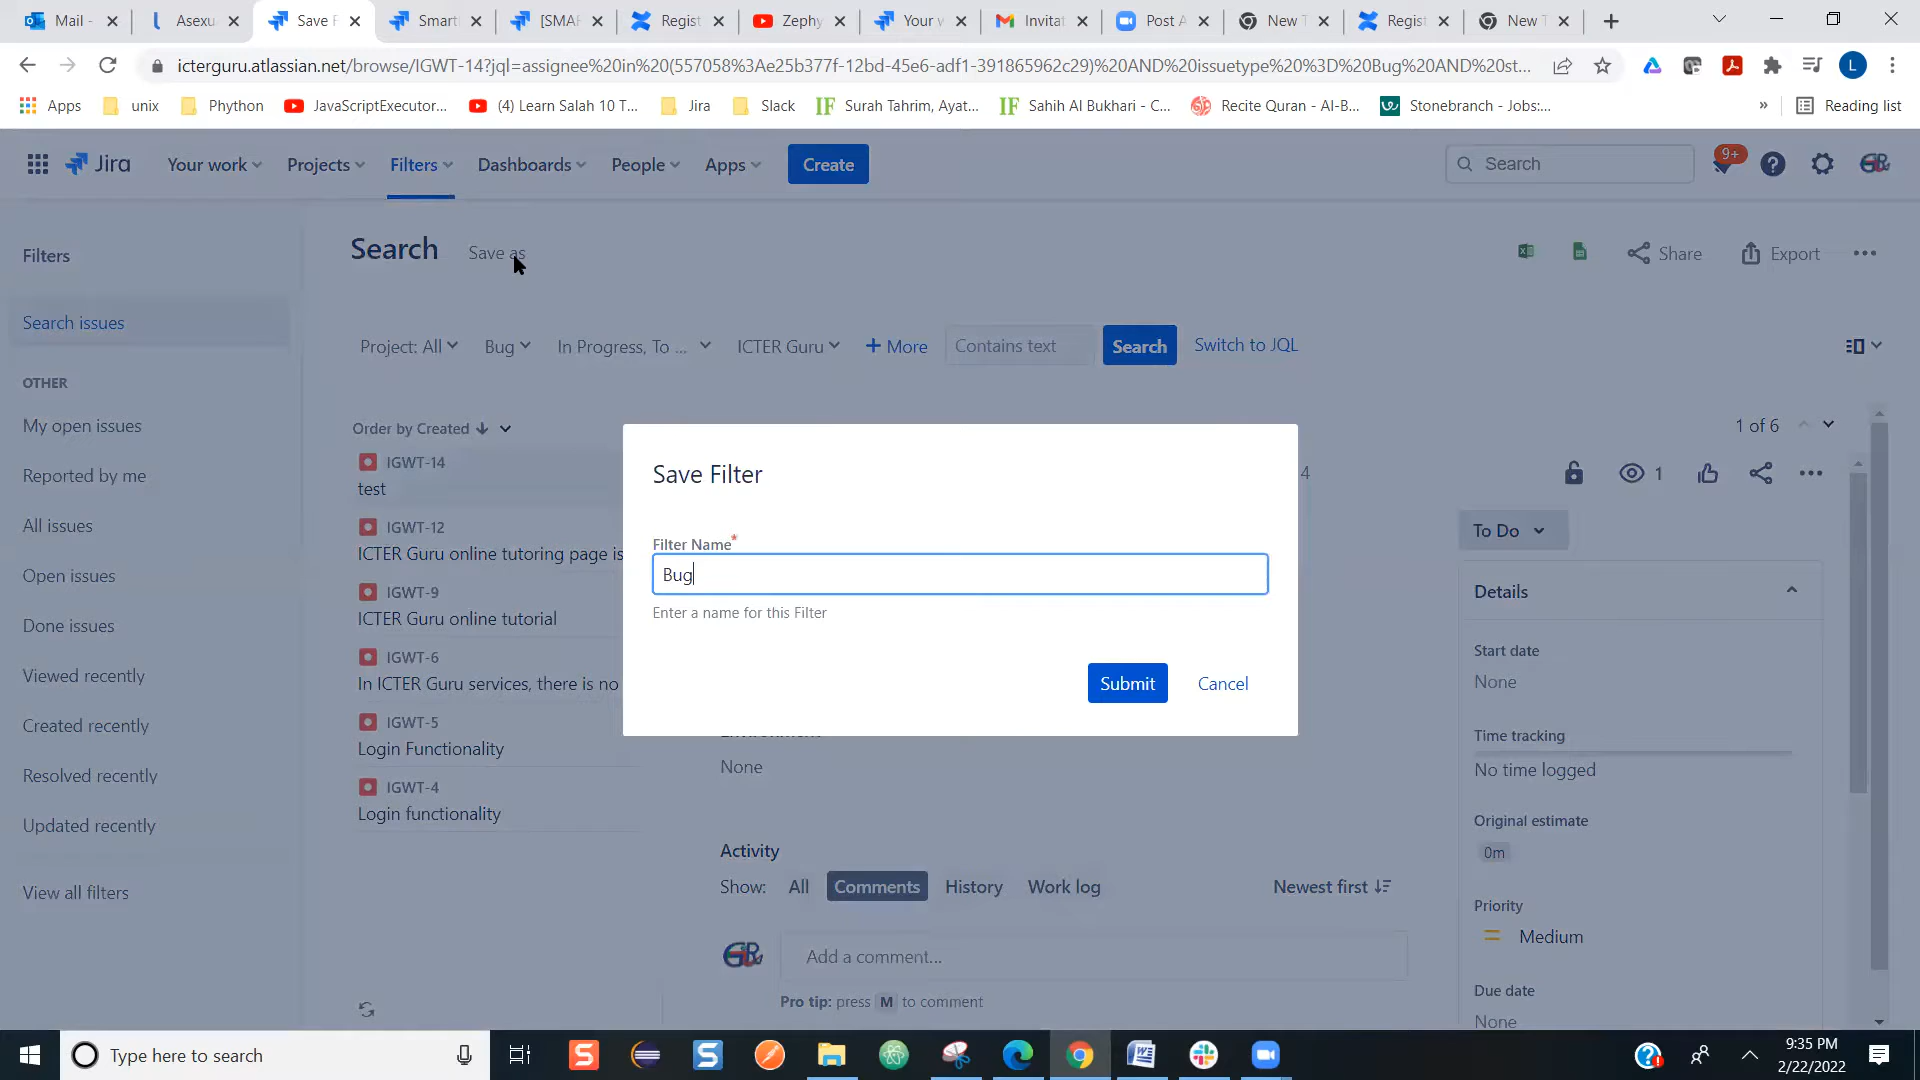 Mail -
Asexua
Save F
Smart
[SMAR
Regist
Zephy
Your w
Invitat
Post A
New T
Regist
New T
icterguru.atlassian.net/browse/IGWT-14?jql=assignee%20in%20(557058%3Ae25b377f-12bd-45e6-adf1-391865962c29)%20AND%20issuetype%20%3D%20Bug%20AND%20st...
L
Apps
unix
Phython
JavaScriptExecutor...
(4) Learn Salah 10 T...
Jira
Slack
Surah Tahrim, Ayat...
Sahih Al Bukhari - C...
Recite Quran - Al-B...
Stonebranch - Jobs:...
»
Reading list
Jira
Your work
Projects
Filters
Dashboards
People
Apps
Create
Search
9+
Filters
Search
Save as
Share
Export
Search issues
Project: All
Bug
In Progress, To ...
ICTER Guru
+ More
Contains text
Search
Switch to JQL
OTHER
My open issues
Reported by me
All issues
Open issues
Done issues
Viewed recently
Created recently
Resolved recently
Updated recently
View all filters
Order by Created
1 of 6
IGWT-14
test
IGWT-12
ICTER Guru online tutoring page is
IGWT-9
ICTER Guru online tutorial
IGWT-6
In ICTER Guru services, there is no
IGWT-5
Login Functionality
IGWT-4
Login functionality
Save Filter
Filter Name*
Bug
Enter a name for this Filter
Submit
Cancel
4
1
To Do
Details
Start date
None
Time tracking
No time logged
Original estimate
0m
Priority
Medium
Due date
None
None
Activity
Show:
All
Comments
History
Work log
Newest first
Add a comment...
Pro tip: press M to comment
Type here to search
9:35 PM
2/22/2022